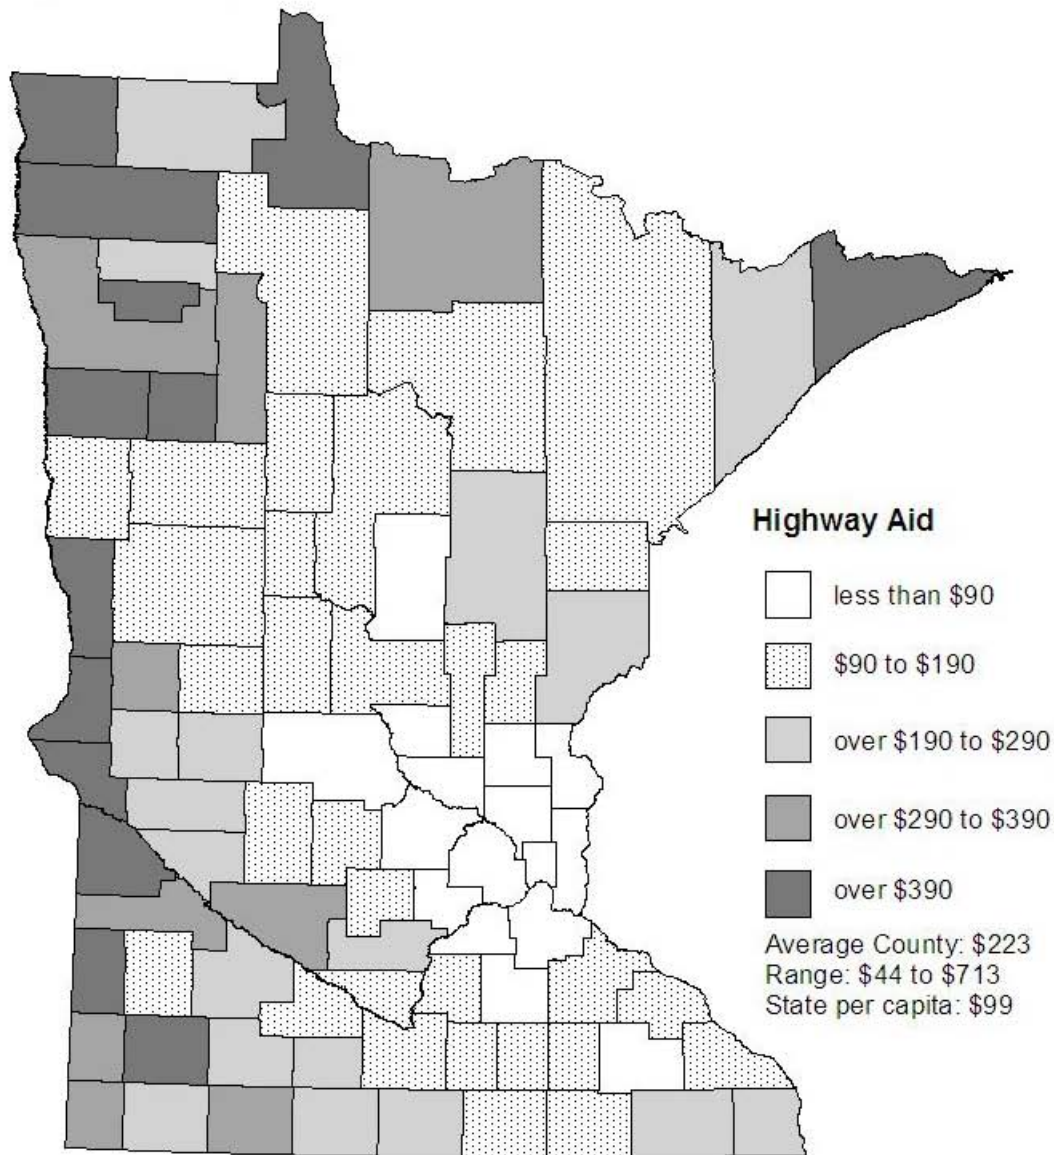 Highway Aid
less than $90
$90 to $190
over $190 to $290
over $290 to $390
over $390
Average County: $223
Range: $44 to $713
State per capita: $99